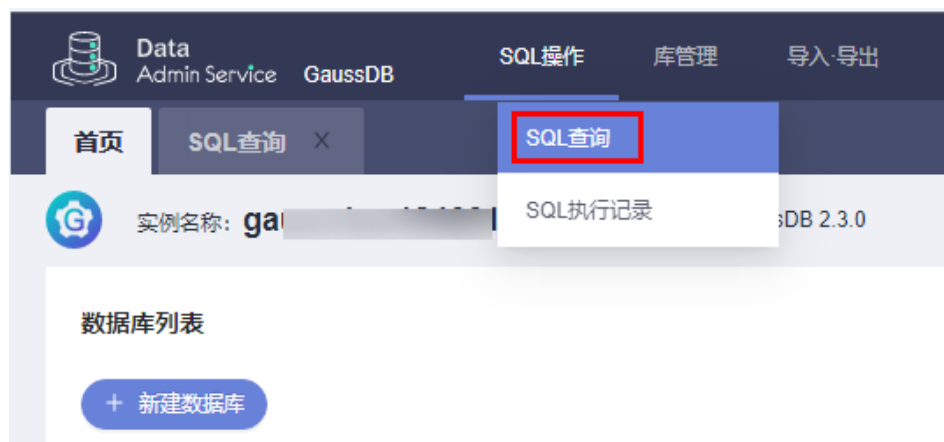 Data
Admin Service GaussDB SQL操作 库管理 导入·导出
首页 SQL查询 × SQL查询
实例名称: ga SQL执行记录 sDB 2.3.0
数据库列表
+ 新建数据库